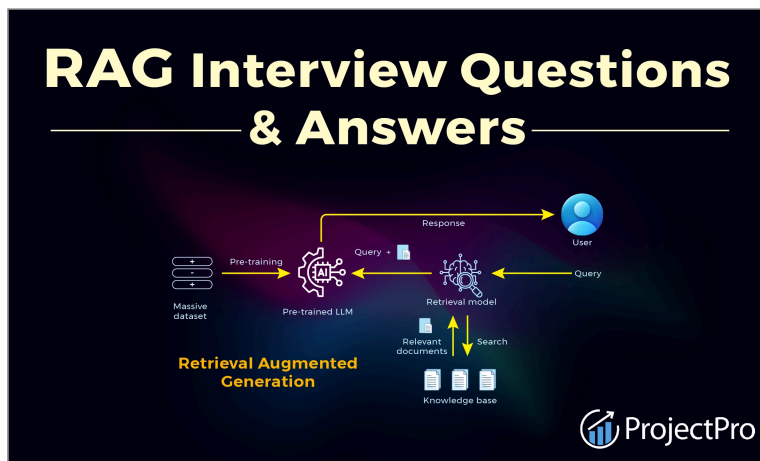 RAG Interview Questions
& Answers
Response
User
Pre-training
Query +
AI
Query
Massive
dataset
Pre-trained LLM
Retrieval model
Relevant
documents
Search
Retrieval Augmented
Generation
Knowledge base
ProjectPro